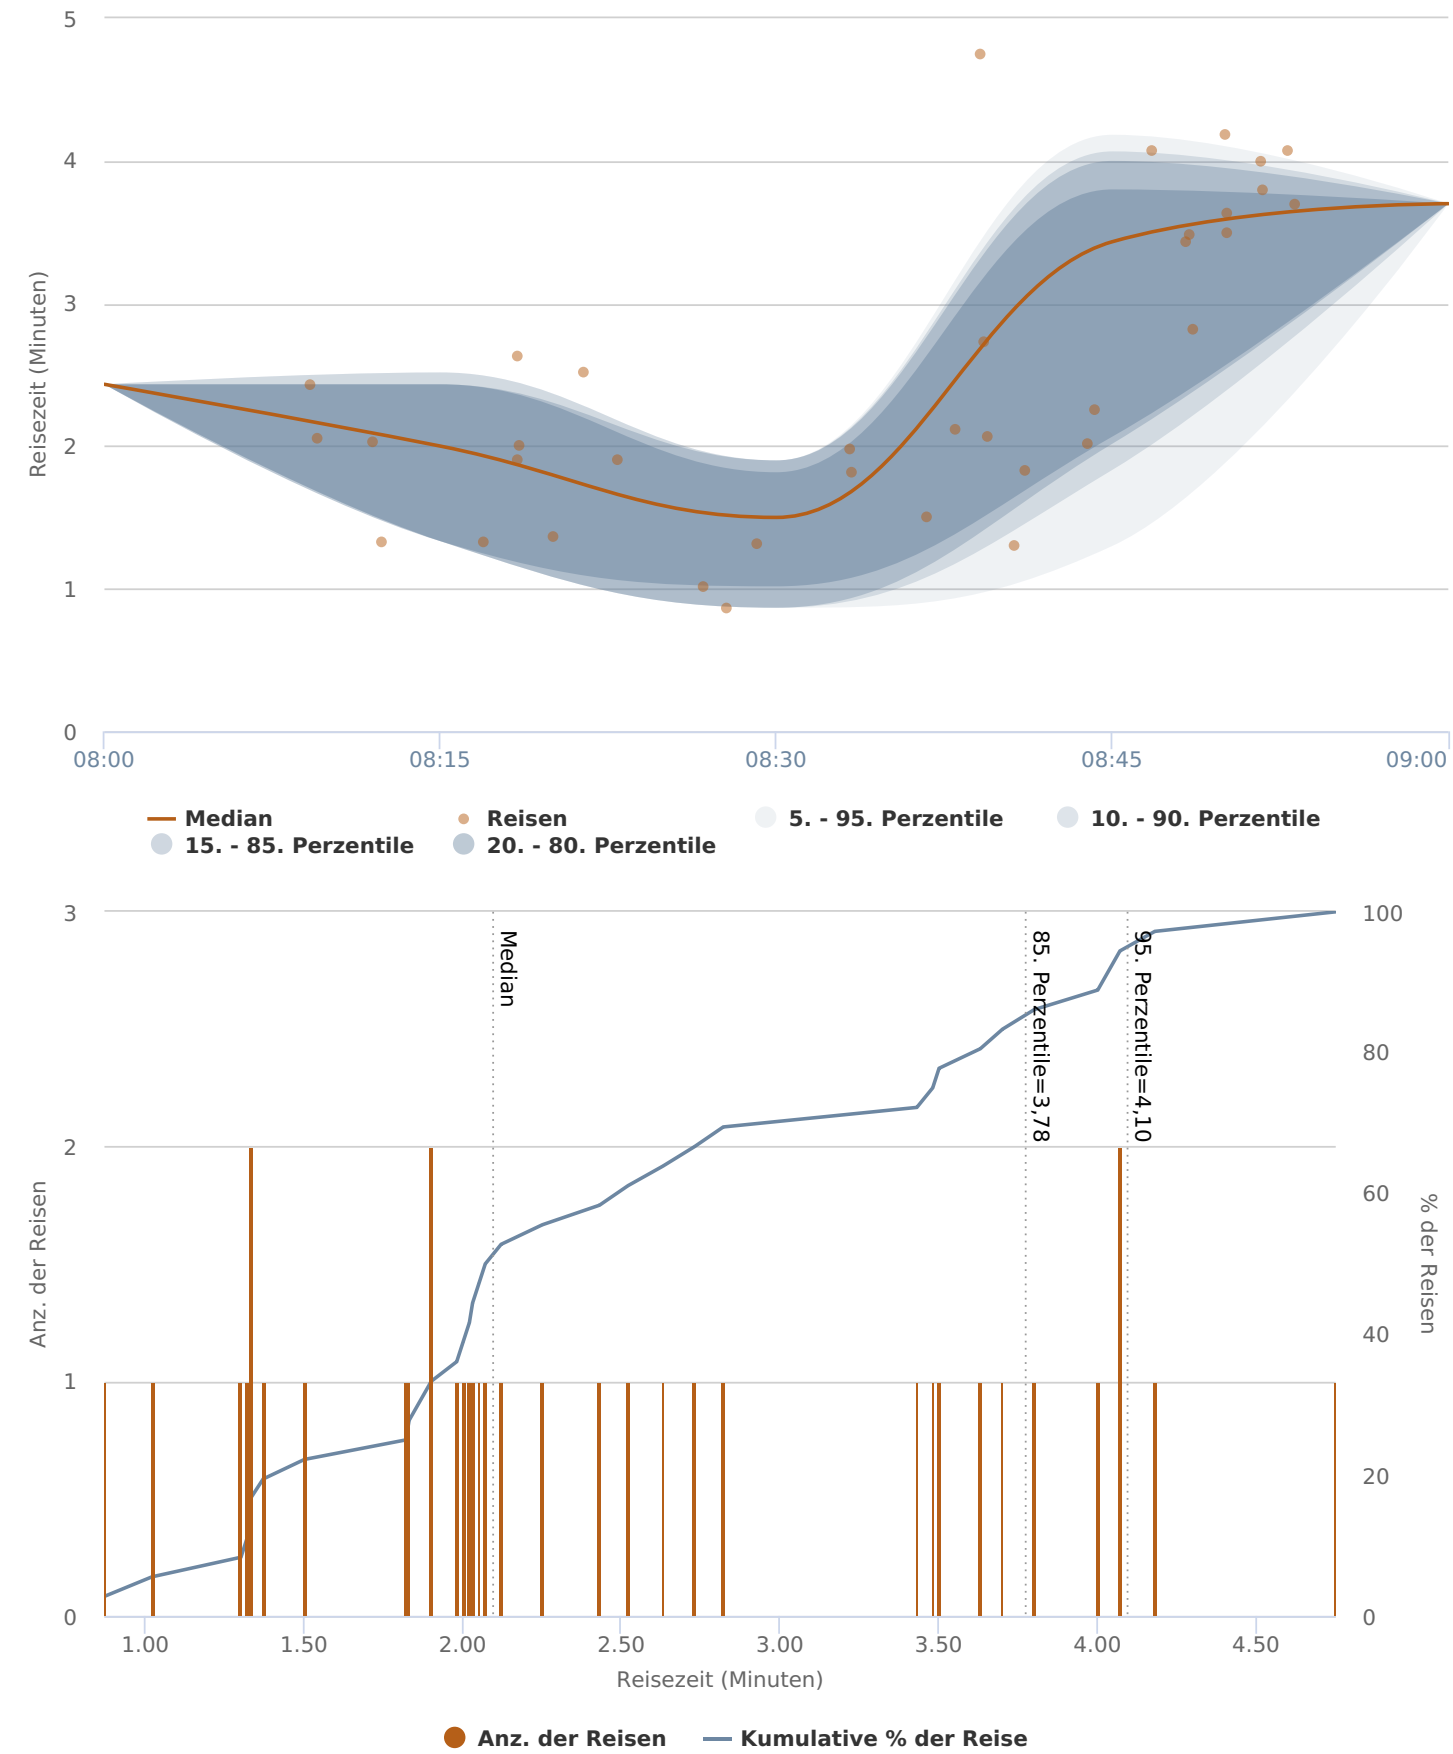 5
4
3
2
1
0
Reisezeit (Minuten)
08:00 08:15 08:30 08:45 09:00
Median Reisen 5. - 95. Perzentile 10. - 90. Perzentile
15. - 85. Perzentile 20. - 80. Perzentile
3 100
Median
85. Perzentile=3,78
95. Perzentile=4,10
80
2
60
Anz. der Reisen
% der Reisen
40
1
20
0 0
1.00 1.50 2.00 2.50 3.00 3.50 4.00 4.50
Reisezeit (Minuten)
Anz. der Reisen Kumulative % der Reise